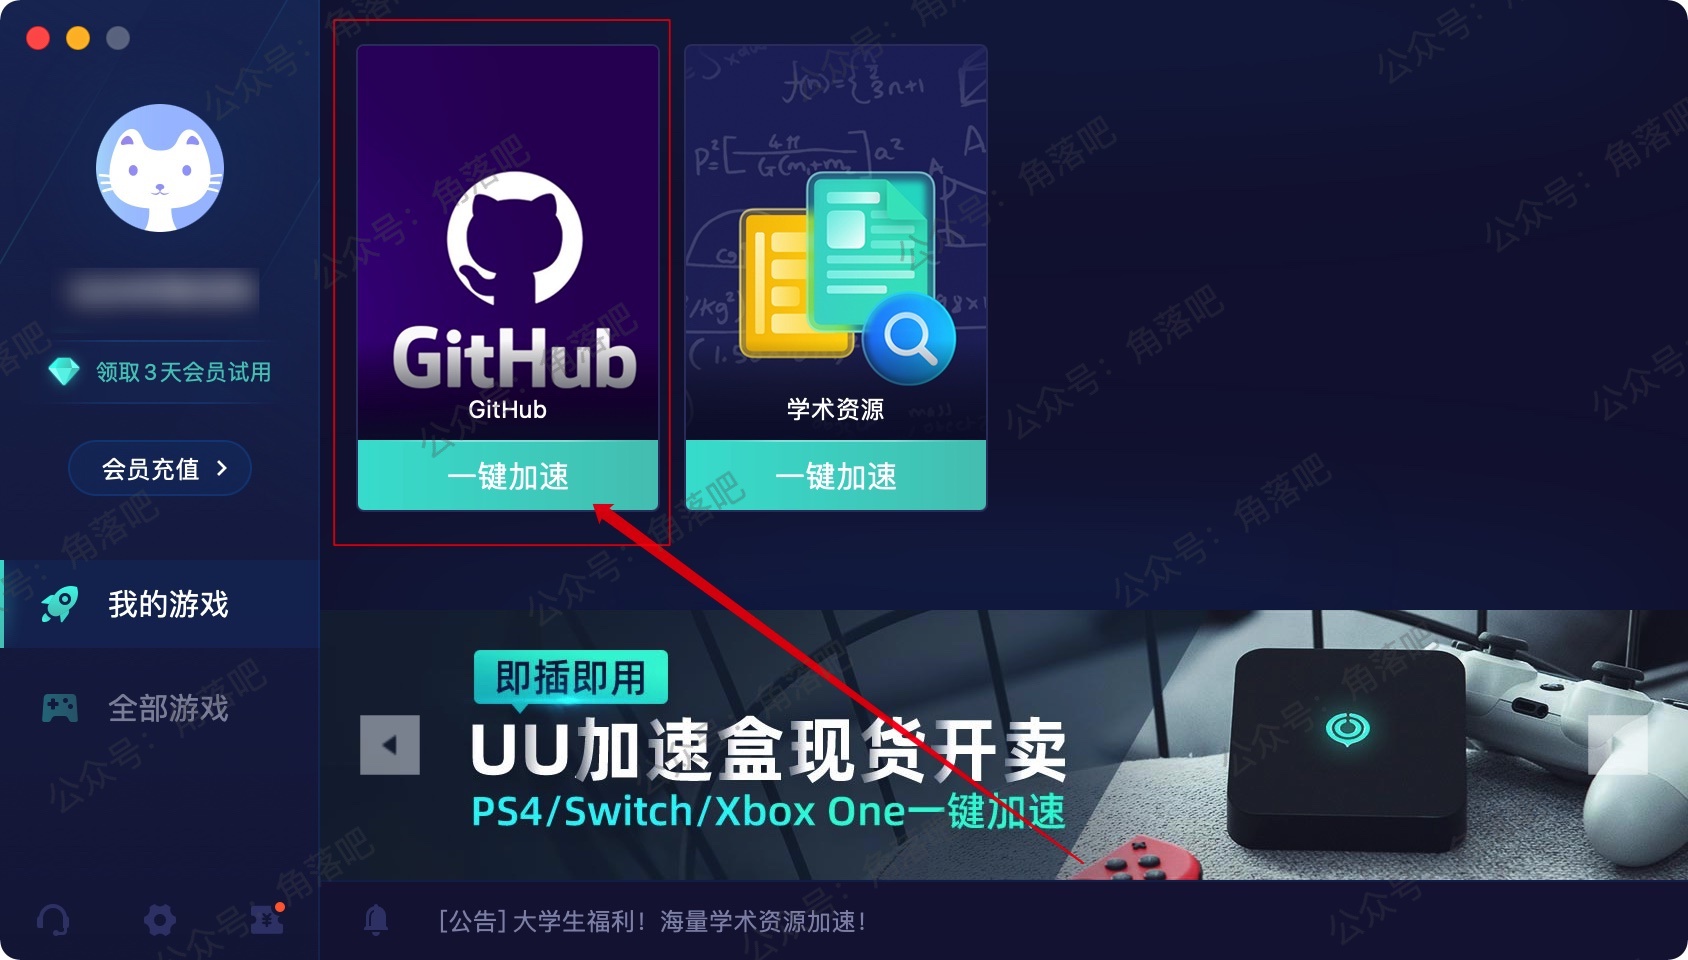 领取3天会员试用
会员充值
我的游戏
全部游戏
GitHub
GitHub
一键加速
学术资源
一键加速
即插即用
UU加速盒现货开卖
PS4/Switch/Xbox One一键加速
[公告] 大学生福利！海量学术资源加速！
公众号：角落吧